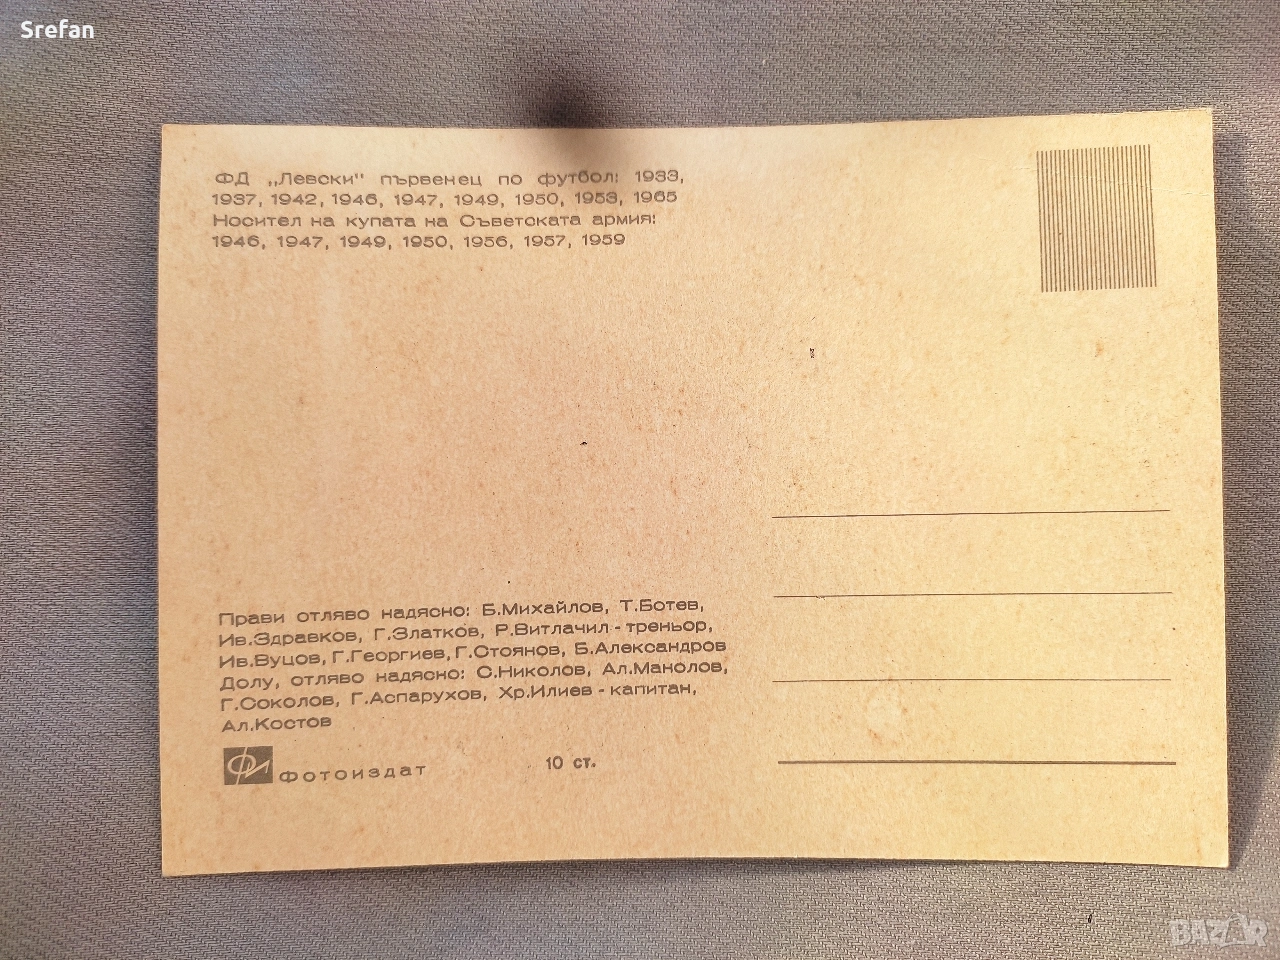 Srefan
ФД „Левски" първенец по футбол: 1933,
1937, 1942, 1946, 1947, 1949, 1950, 1953, 1965
Носител на купата на Съветската армия:
1946, 1947, 1949, 1950, 1956, 1957, 1959
Прави отляво надясно: Б.Михайлов, Т.Ботев,
Ив.Здравков, Г.Златков, Р.Витлачил - треньор,
Ив.Вуцов, Г.Георгиев, Г.Стоянов, Б.Александров
Долу, отляво надясно: С.Николов, Ал.Манолов,
Г.Соколов, Г.Аспарухов, Хр.Илиев - капитан,
Ал.Костов
ФИ Фотоиздат 10 ст.
BAZAR